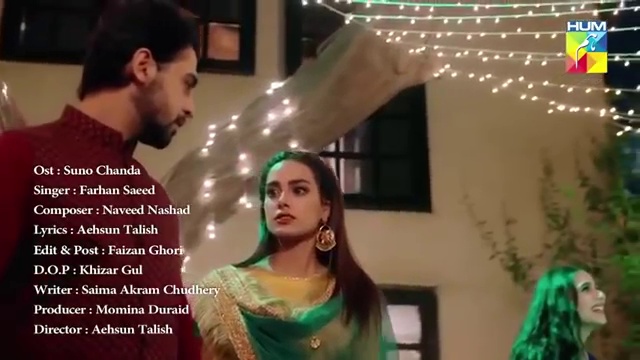 HUM
Ost : Suno Chanda
Singer : Farhan Saeed
Composer : Naveed Nashad
Lyrics : Aehsun Talish
Edit & Post : Faizan Ghori
D.O.P : Khizar Gul
Writer : Saima Akram Chudhery
Producer : Momina Duraid
Director : Aehsun Talish